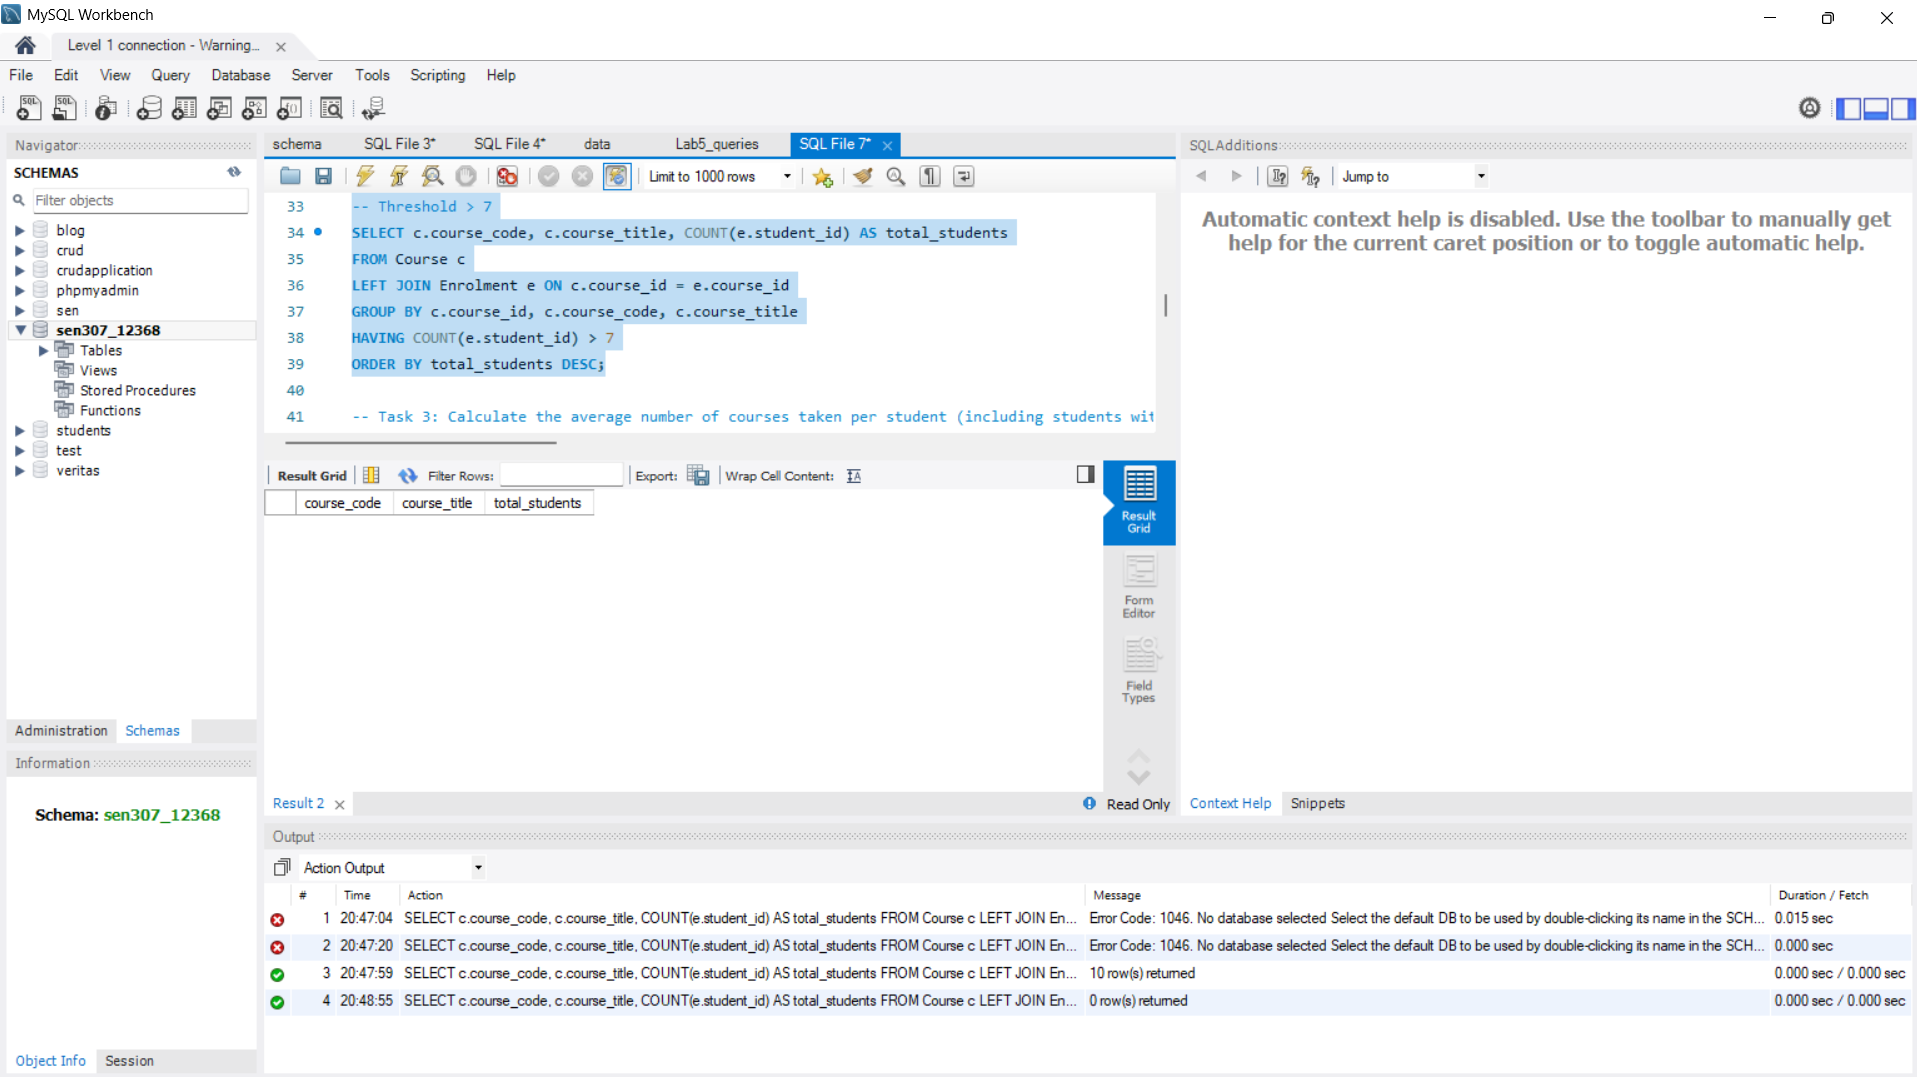 MySQL Workbench
Level 1 connection - Warning...
File Edit View Query Database Server Tools Scripting Help
Navigator
SCHEMAS
Filter objects
blog
crud
crudapplication
phpmyadmin
sen
sen307_12368
Tables
Views
Stored Procedures
Functions
students
test
veritas
Administration Schemas
Information
Schema: sen307_12368
Object Info Session
schema SQL File 3* SQL File 4* data Lab5_queries SQL File 7*
Limit to 1000 rows
33 -- Threshold > 7
34 SELECT c.course_code, c.course_title, COUNT(e.student_id) AS total_students
35 FROM Course c
36 LEFT JOIN Enrolment e ON c.course_id = e.course_id
37 GROUP BY c.course_id, c.course_code, c.course_title
38 HAVING COUNT(e.student_id) > 7
39 ORDER BY total_students DESC;
40
41 -- Task 3: Calculate the average number of courses taken per student (including students wit
Result Grid Filter Rows: Export: Wrap Cell Content:
course_code course_title total_students
Result Grid
Form Editor
Field Types
Result 2
Read Only
SQLAdditions
Jump to
Automatic context help is disabled. Use the toolbar to manually get
help for the current caret position or to toggle automatic help.
Context Help Snippets
Output
Action Output
# Time Action Message Duration / Fetch
1 20:47:04 SELECT c.course_code, c.course_title, COUNT(e.student_id) AS total_students FROM Course c LEFT JOIN En... Error Code: 1046. No database selected Select the default DB to be used by double-clicking its name in the SCH... 0.015 sec
2 20:47:20 SELECT c.course_code, c.course_title, COUNT(e.student_id) AS total_students FROM Course c LEFT JOIN En... Error Code: 1046. No database selected Select the default DB to be used by double-clicking its name in the SCH... 0.000 sec
3 20:47:59 SELECT c.course_code, c.course_title, COUNT(e.student_id) AS total_students FROM Course c LEFT JOIN En... 10 row(s) returned 0.000 sec / 0.000 sec
4 20:48:55 SELECT c.course_code, c.course_title, COUNT(e.student_id) AS total_students FROM Course c LEFT JOIN En... 0 row(s) returned 0.000 sec / 0.000 sec